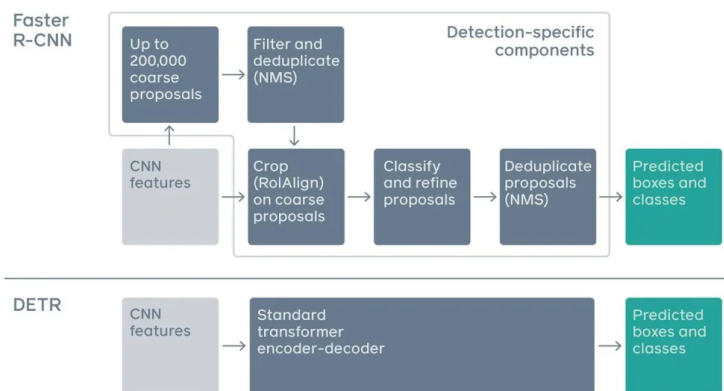 Faster
R-CNN
Up to
200,000
coarse
proposals
Filter and
deduplicate
(NMS)
Detection-specific
components
CNN
features
Crop
(RoIAlign)
on coarse
proposals
Classify
and refine
proposals
Deduplicate
proposals
(NMS)
Predicted
boxes and
classes
DETR
CNN
features
Standard
transformer
encoder-decoder
Predicted
boxes and
classes